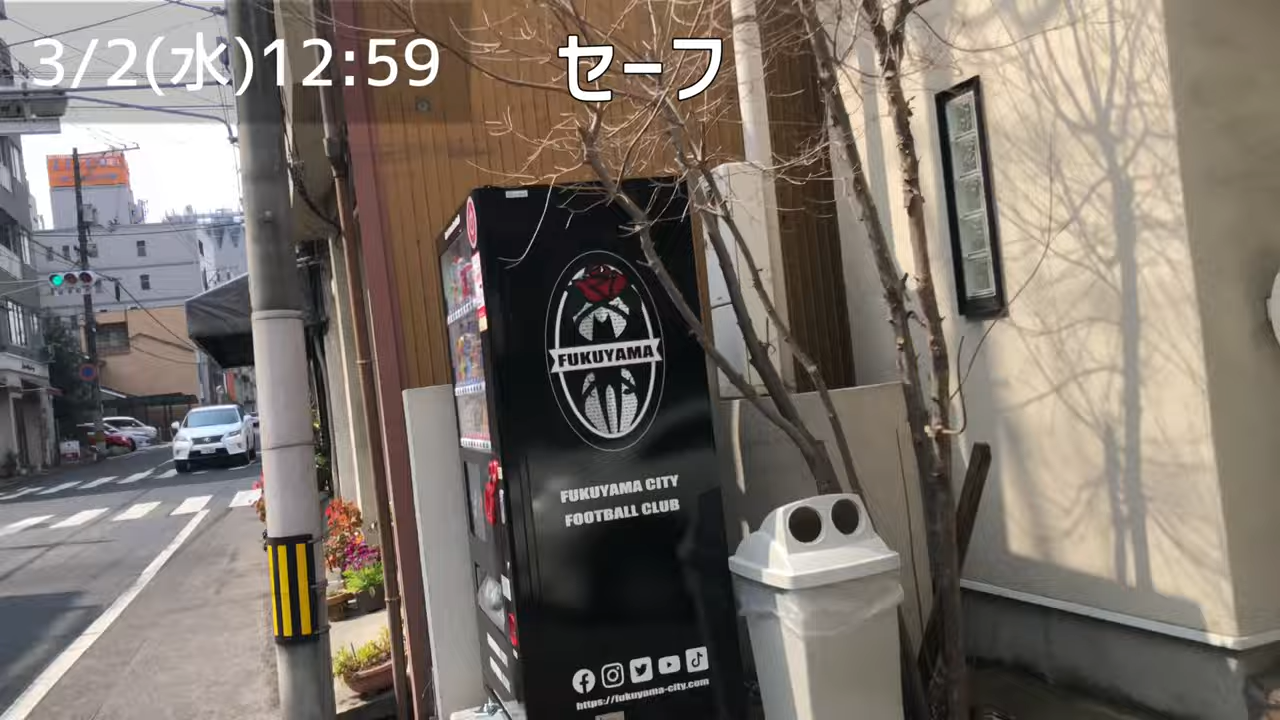 3/2(水)12:59
セーフ
FUKUYAMA
FUKUYAMA CITY
FOOTBALL CLUB
https://fukuyama-city.com